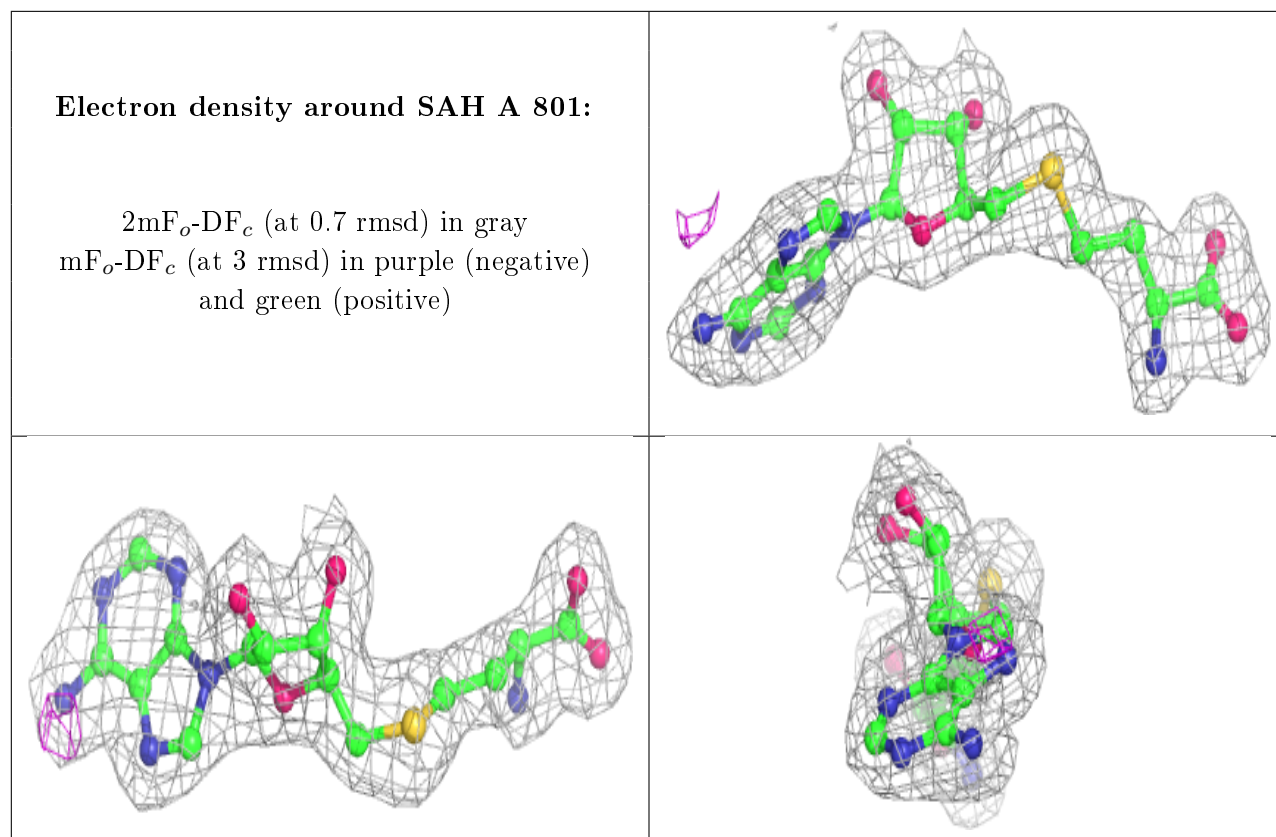 Electron density around SAH A 801:
2mFₒ-DF𝒸 (at 0.7 rmsd) in gray
mFₒ-DF𝒸 (at 3 rmsd) in purple (negative)
and green (positive)